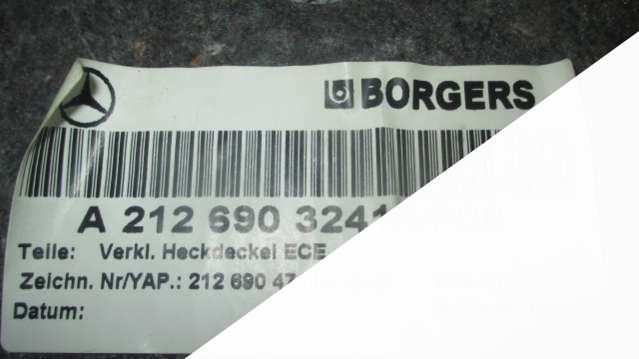 BORGERS
A 212 690 3241
Teile: Verkl. Heckdeckel ECE
Zeichn. Nr/YAP.: 212 690 47
Datum: